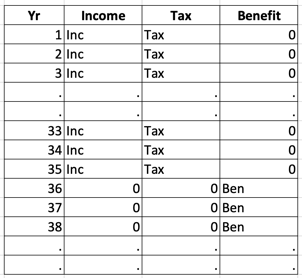 Yr Income Tax Benefit
1 Inc Tax 0
2 Inc Tax 0
3 Inc Tax 0
. . . .
. . . .
33 Inc Tax 0
34 Inc Tax 0
35 Inc Tax 0
36 0 0 Ben
37 0 0 Ben
38 0 0 Ben
. . . .
. . . .